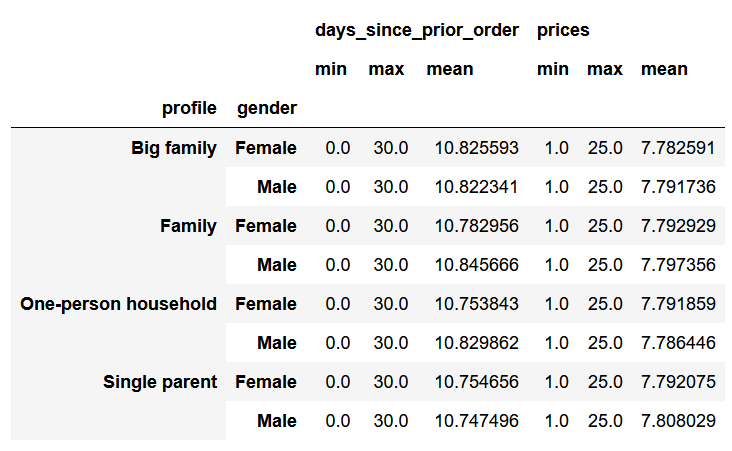 days_since_prior_order prices
min max mean min max mean
profile gender
Big family Female 0.0 30.0 10.825593 1.0 25.0 7.782591
Male 0.0 30.0 10.822341 1.0 25.0 7.791736
Family Female 0.0 30.0 10.782956 1.0 25.0 7.792929
Male 0.0 30.0 10.845666 1.0 25.0 7.797356
One-person household Female 0.0 30.0 10.753843 1.0 25.0 7.791859
Male 0.0 30.0 10.829862 1.0 25.0 7.786446
Single parent Female 0.0 30.0 10.754656 1.0 25.0 7.792075
Male 0.0 30.0 10.747496 1.0 25.0 7.808029